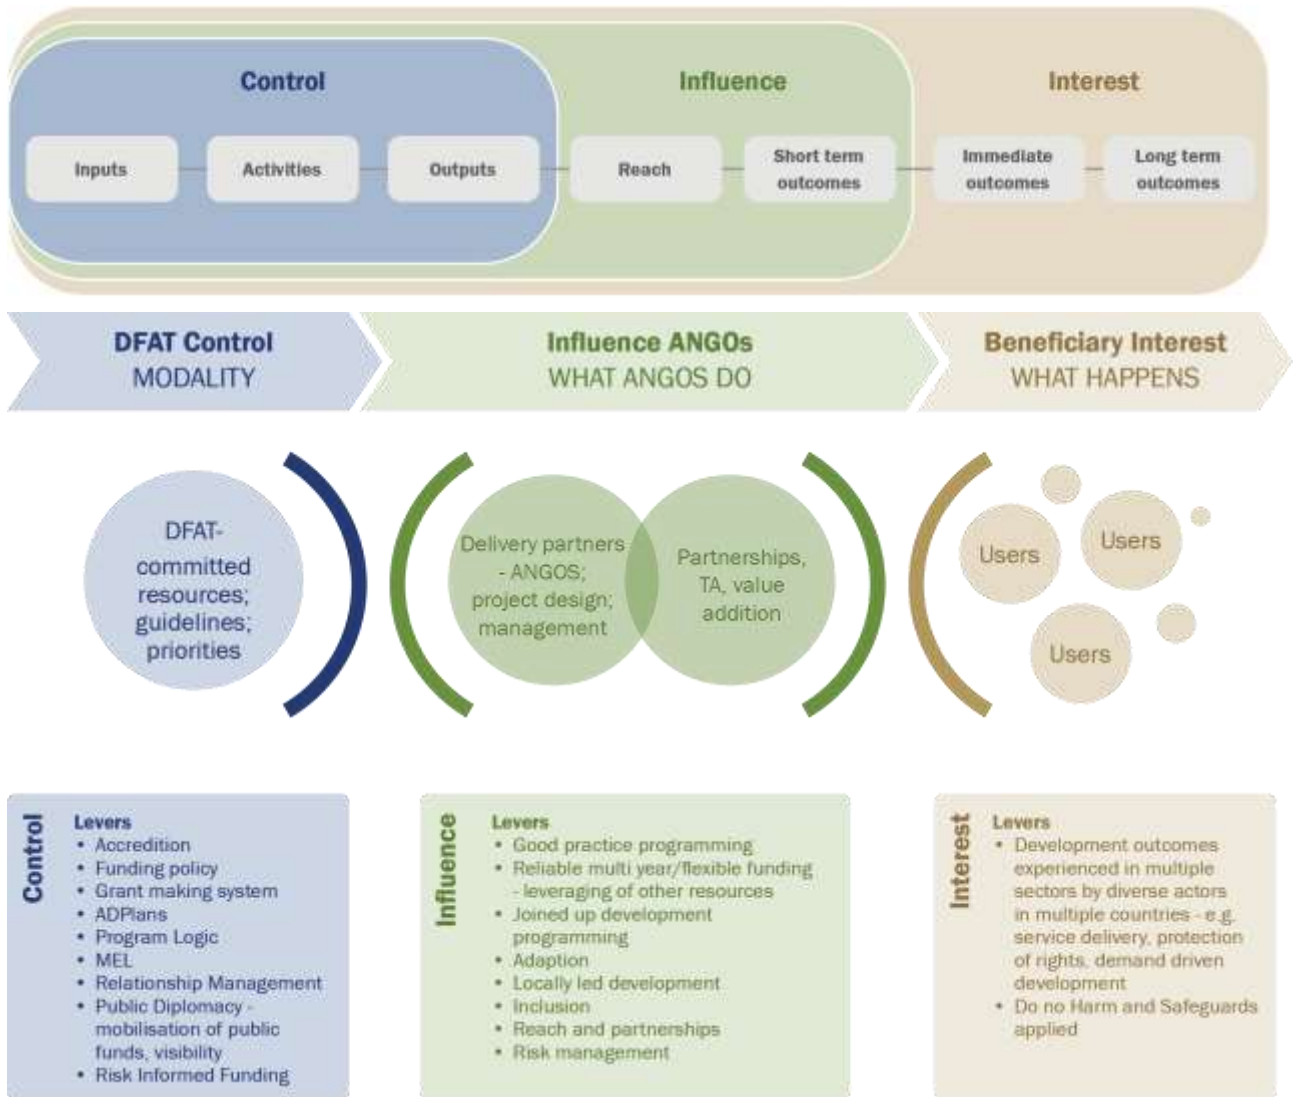 Control
Influence
Interest
Inputs
Activities
Outputs
Reach
Short term
outcomes
Immediate
outcomes
Long term
outcomes
DFAT Control
MODALITY
Influence ANGOs
WHAT ANGOS DO
Beneficiary Interest
WHAT HAPPENS
DFAT-
committed
resources;
guidelines;
priorities
Delivery partners
- ANGOS;
project design;
management
Partnerships,
TA, value
addition
Users
Users
Users
Control
Levers
• Accredition
• Funding policy
• Grant making system
• ADPlans
• Program Logic
• MEL
• Relationship Management
• Public Diplomacy -
mobilisation of public
funds, visibility
• Risk Informed Funding
Influence
Levers
• Good practice programming
• Reliable multi year/flexible funding
- leveraging of other resources
• Joined up development
programming
• Adaption
• Locally led development
• Inclusion
• Reach and partnerships
• Risk management
Interest
Levers
• Development outcomes
experienced in multiple
sectors by diverse actors
in multiple countries - e.g.
service delivery, protection
of rights, demand driven
development
• Do no Harm and Safeguards
applied